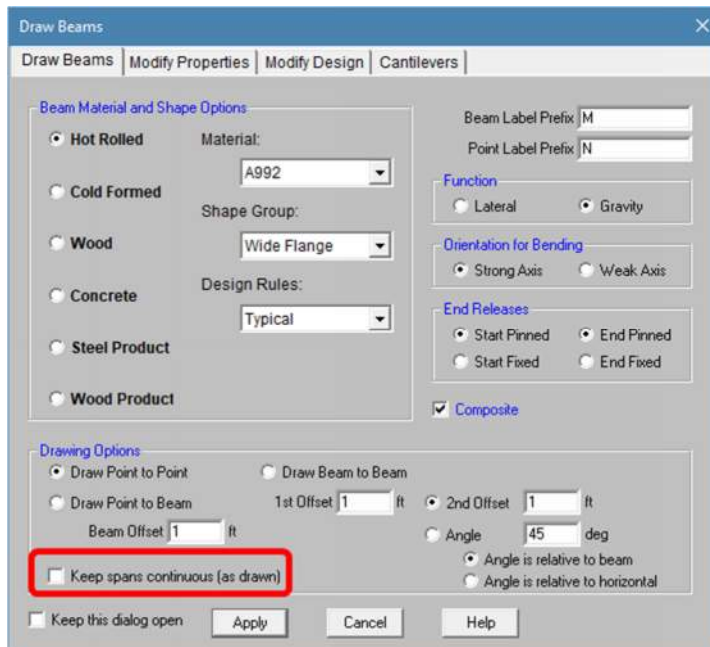 Draw Beams
Draw Beams Modify Properties Modify Design Cantilevers
Beam Material and Shape Options
Hot Rolled
Cold Formed
Wood
Concrete
Steel Product
Wood Product
Material:
A992
Shape Group:
Wide Flange
Design Rules:
Typical
Beam Label Prefix M
Point Label Prefix N
Function
Lateral Gravity
Orientation for Bending
Strong Axis Weak Axis
End Releases
Start Pinned End Pinned
Start Fixed End Fixed
Composite
Drawing Options
Draw Point to Point Draw Beam to Beam
Draw Point to Beam 1st Offset 1 ft 2nd Offset 1 ft
Beam Offset 1 ft Angle 45 deg
Angle is relative to beam
Keep spans continuous (as drawn) Angle is relative to horizontal
Keep this dialog open Apply Cancel Help